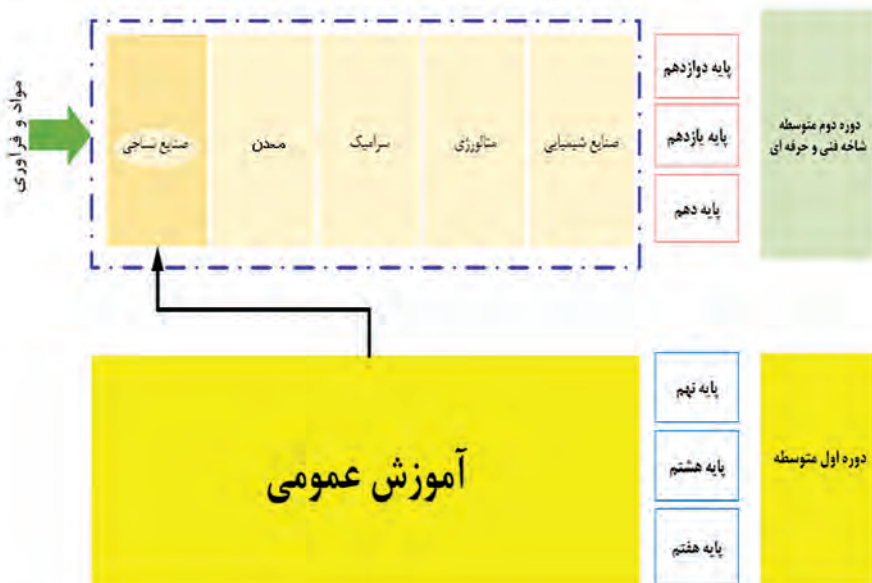 دوره دوم متوسطه
شاخه فنی و حرفه ای
پایه دوازدهم
پایه یازدهم
پایه دهم
صنایع شیمیایی
متالورژی
سرامیک
معدن
صنایع نساجی
مواد و فراوری
دوره اول متوسطه
پایه نهم
پایه هشتم
پایه هفتم
آموزش عمومی